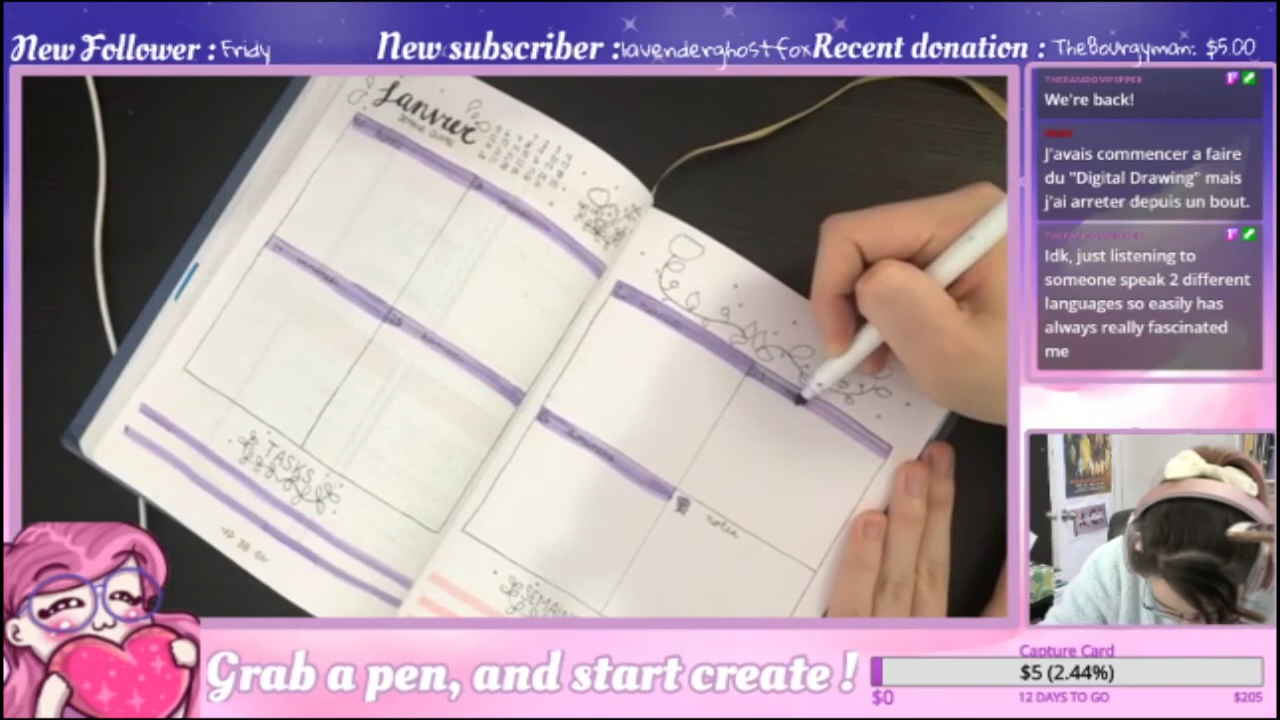 New Follower : Fridy
New subscriber :lavenderghostfox
Recent donation : TheBourgyman: $5.00
We're back!
J'avais commencer a faire
du "Digital Drawing" mais
j'ai arreter depuis un bout.
Idk, just listening to
someone speak 2 different
languages so easily has
always really fascinated
me
Janvier
TASKS
notes
Grab a pen, and start create !
Capture Card
$5 (2.44%)
$0
12 DAYS TO GO
$205